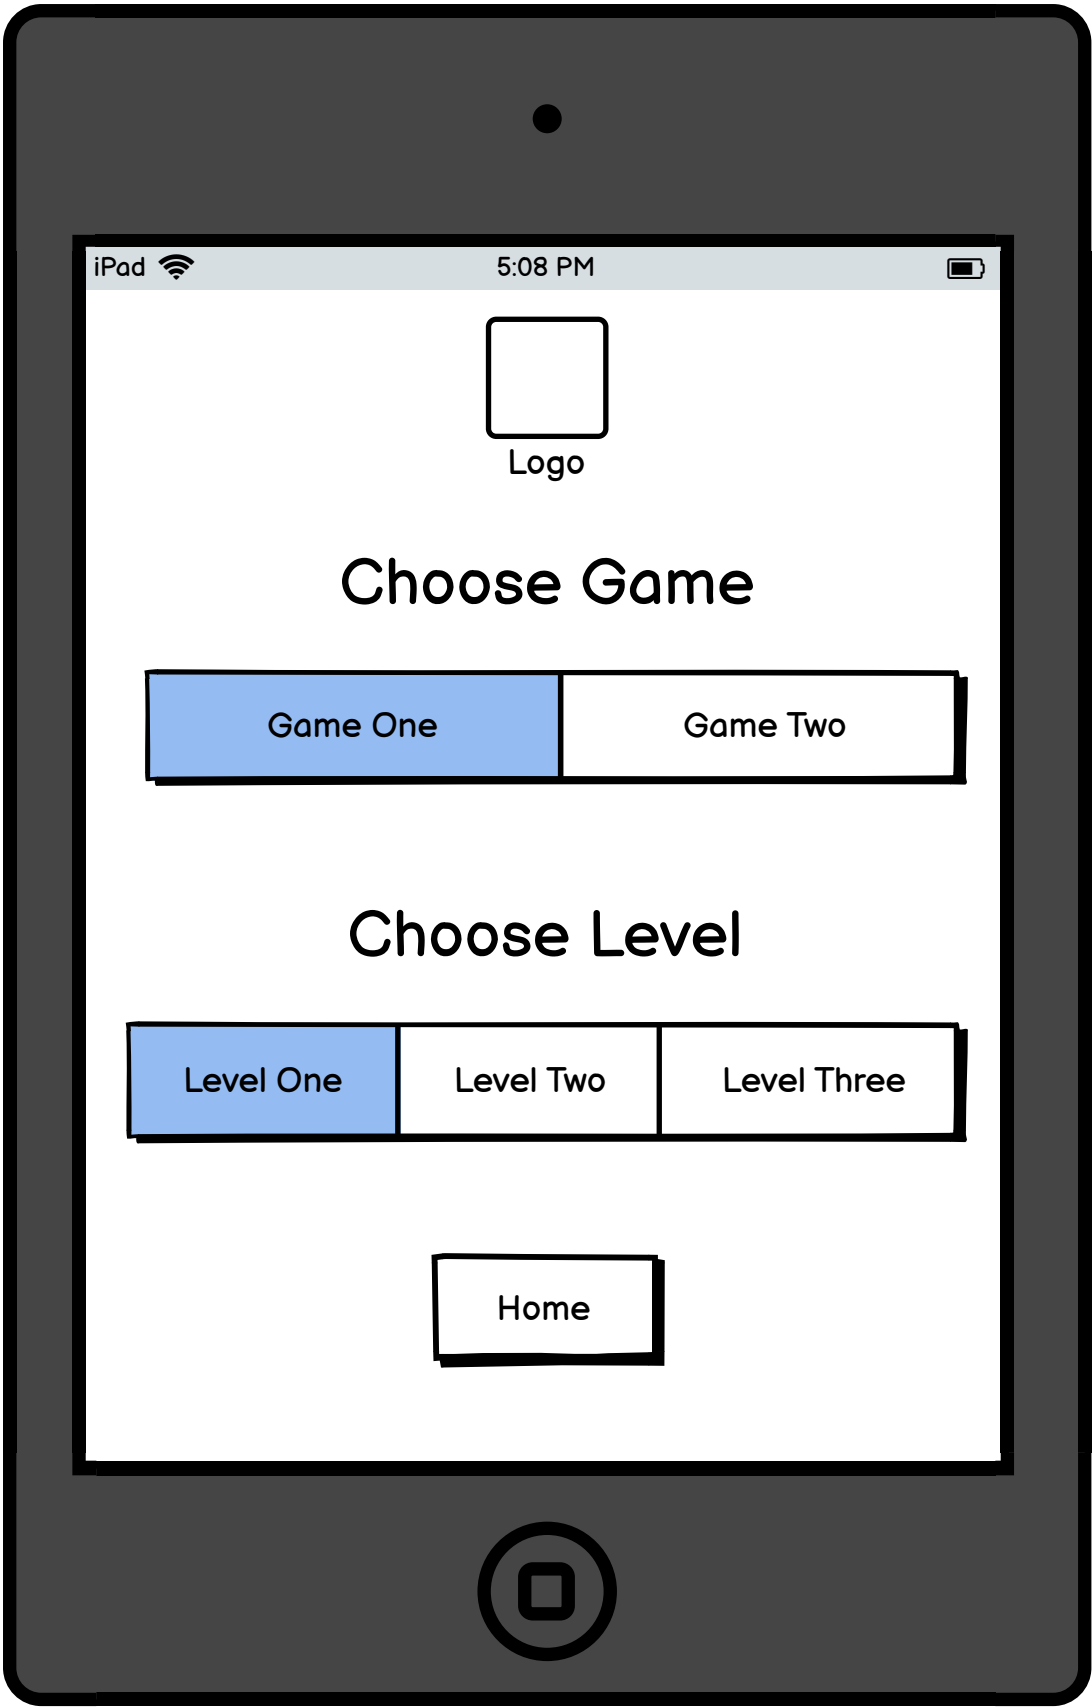 iPad 5:08 PM
Logo
Choose Game
Game One Game Two
Choose Level
Level One Level Two Level Three
Home